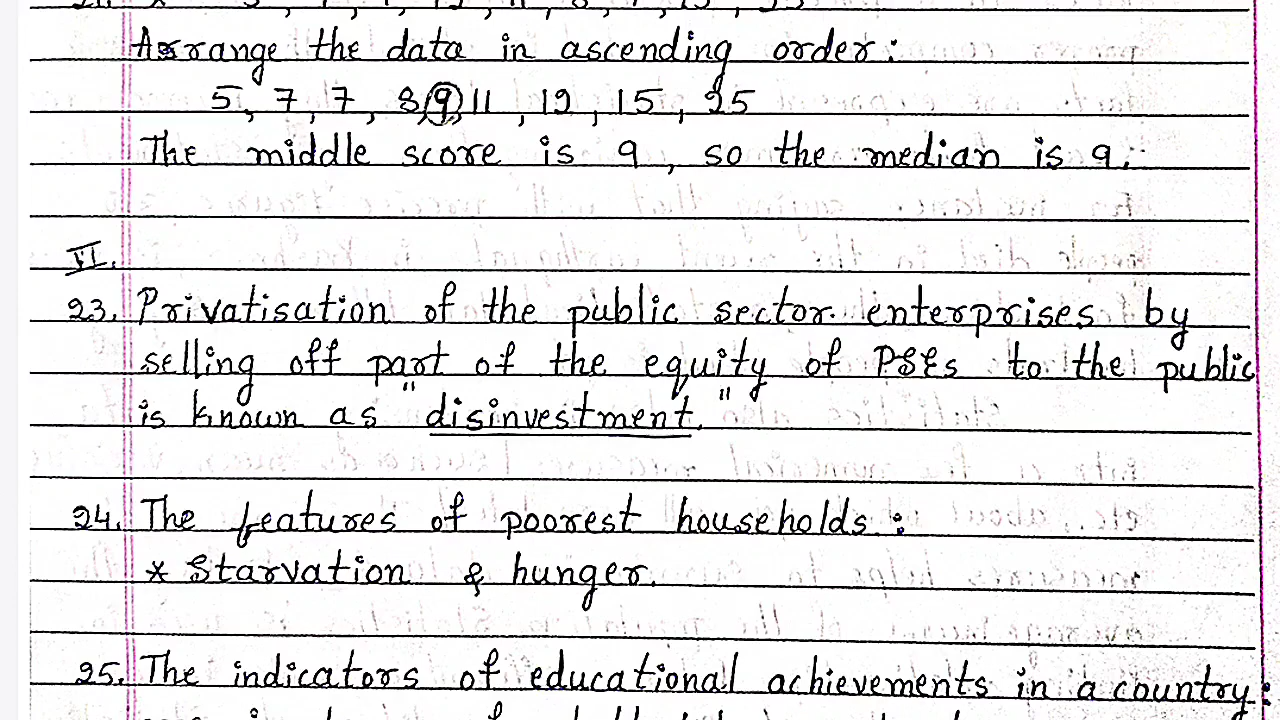 Arrange the data in ascending order:
5, 7, 7, 8, 9, 11, 12, 15, 25
The middle score is 9, so the median is 9.
VI.
23. Privatisation of the public sector enterprises by
selling off part of the equity of PSEs to the public
is known as "disinvestment."
24. The features of poorest households:
* Starvation & hunger.
25. The indicators of educational achievements in a country: